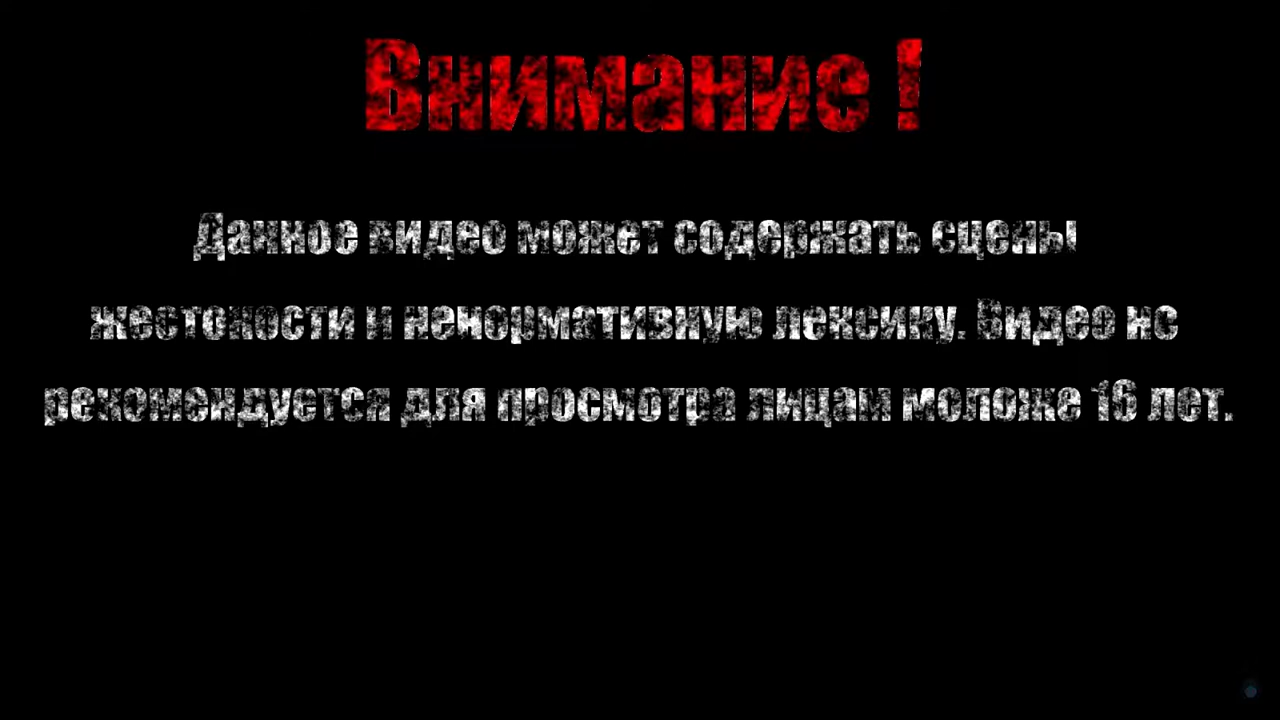 Внимание !
Данное видео может содержать сцены
жестокости и ненормативную лексику. Видео не
рекомендуется для просмотра лицам моложе 16 лет.